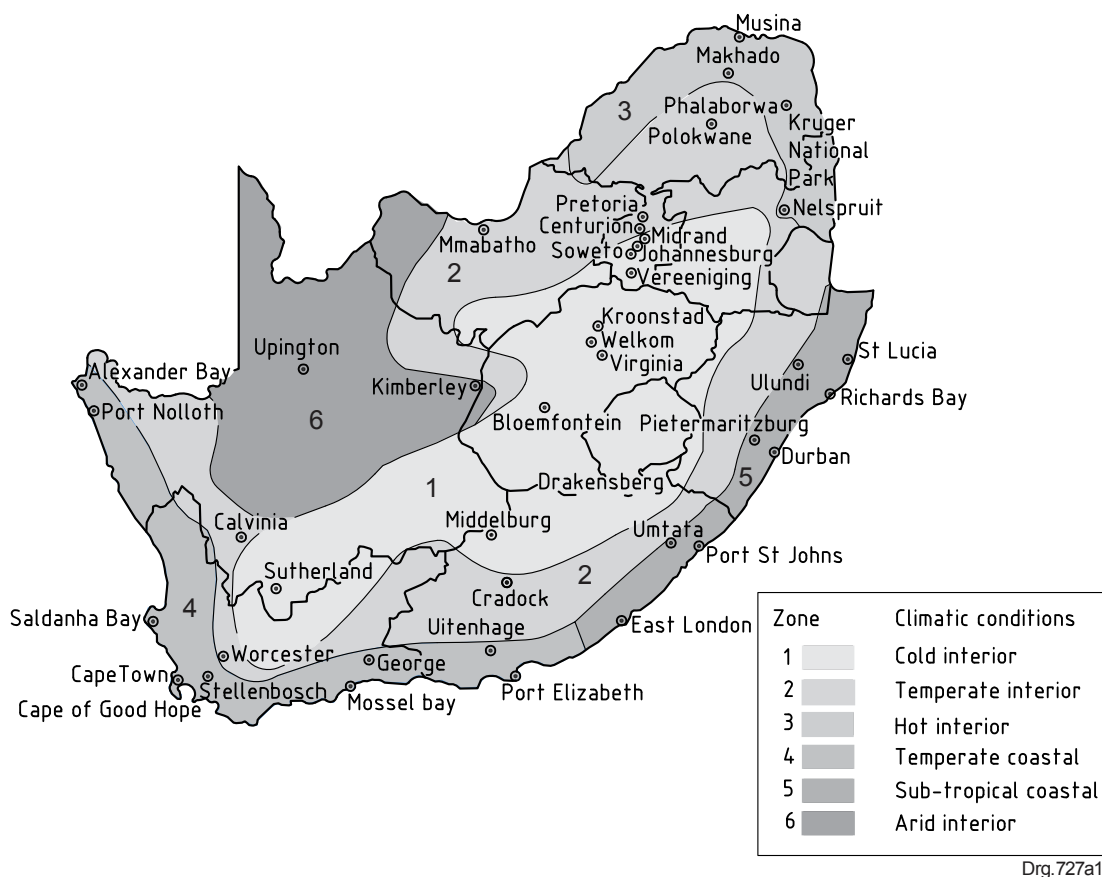 Musina
Makhado
3
Phalaborwa
Polokwane
Kruger
National
Park
Nelspruit
Pretoria
Centurion
Midrand
Soweto
Johannesburg
Vereeniging
Mmabatho
2
Kroonstad
Welkom
Virginia
Upington
Kimberley
6
Alexander Bay
Port Nolloth
St Lucia
Ulundi
Richards Bay
Bloemfontein
Pietermaritzburg
Durban
5
Drakensberg
1
Calvinia
Middelburg
Umtata
Port St Johns
Sutherland
2
Cradock
4
Saldanha Bay
Uitenhage
East London
Worcester
George
CapeTown
Stellenbosch
Mossel bay
Port Elizabeth
Cape of Good Hope
Zone Climatic conditions
1 Cold interior
2 Temperate interior
3 Hot interior
4 Temperate coastal
5 Sub-tropical coastal
6 Arid interior
Drg.727a1